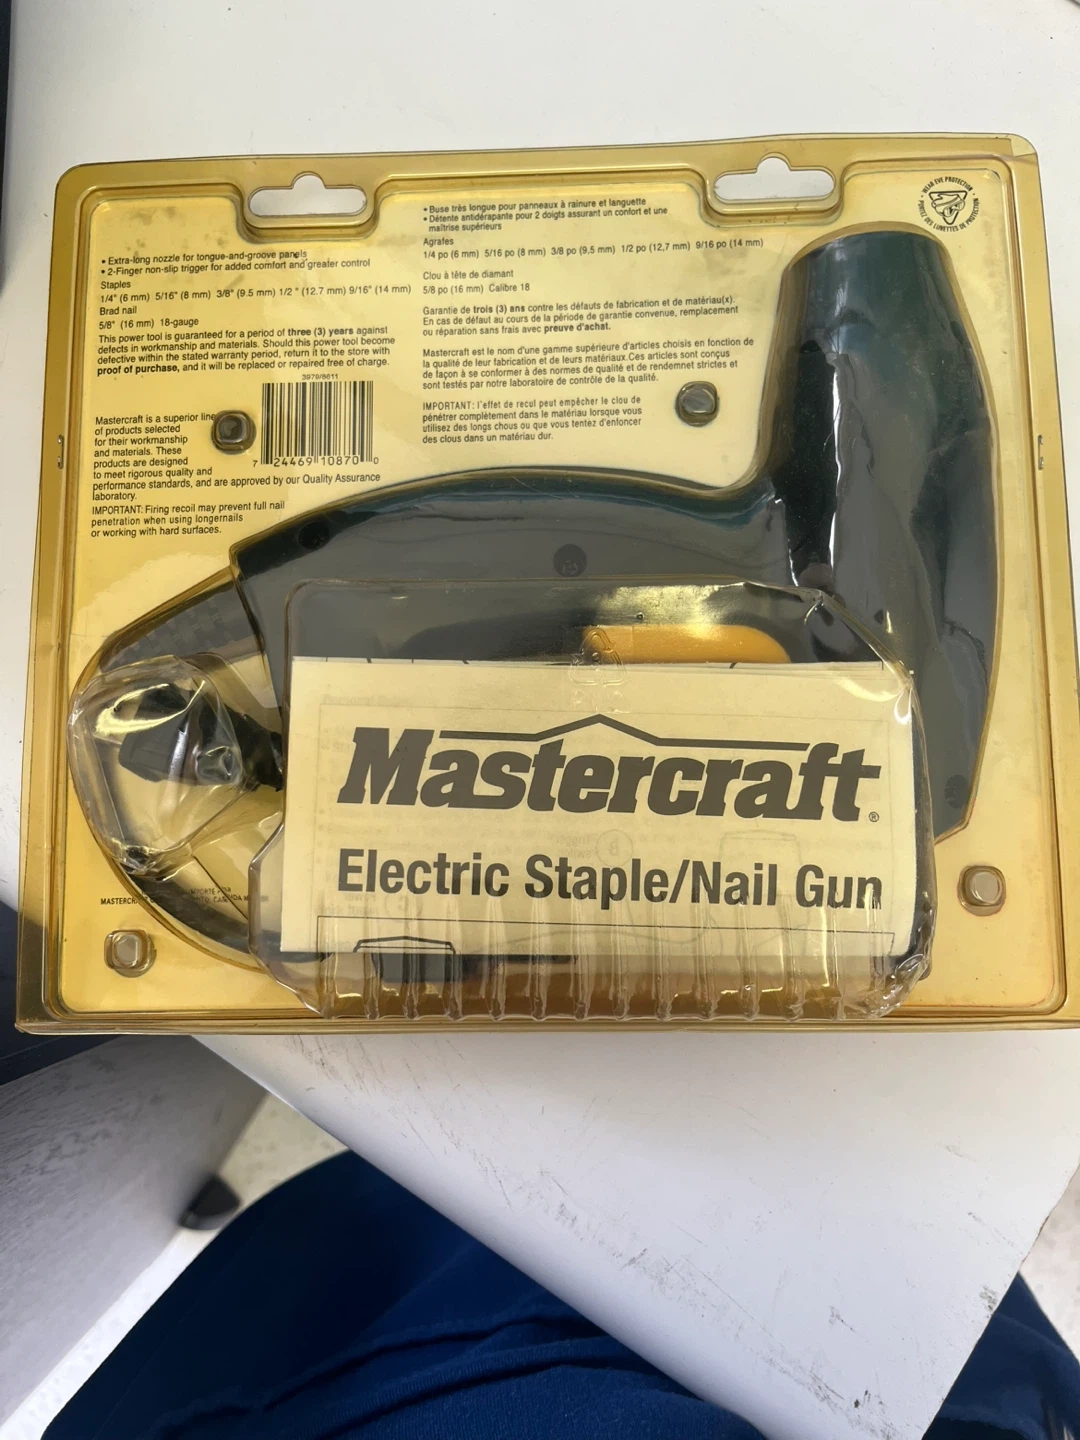 • Extra-long nozzle for tongue-and-groove panels
• 2-Finger non-slip trigger for added comfort and greater control
Staples
1/4" (6 mm) 5/16" (8 mm) 3/8" (9.5 mm) 1/2 " (12.7 mm) 9/16" (14 mm)
Brad nail
5/8" (16 mm) 18-gauge
This power tool is guaranteed for a period of three (3) years against
defects in workmanship and materials. Should this power tool become
defective within the stated warranty period, return it to the store with
proof of purchase, and it will be replaced or repaired free of charge.
3979/8611
7 24469 10870 0
Mastercraft is a superior line
of products selected
for their workmanship
and materials. These
products are designed
to meet rigorous quality and
performance standards, and are approved by our Quality Assurance
laboratory.
IMPORTANT: Firing recoil may prevent full nail
penetration when using longernails
or working with hard surfaces.
• Buse très longue pour panneaux à rainure et languette
• Détente antidérapante pour 2 doigts assurant un confort et une
maîtrise supérieurs
Agrafes
1/4 po (6 mm) 5/16 po (8 mm) 3/8 po (9,5 mm) 1/2 po (12,7 mm) 9/16 po (14 mm)
Clou à tête de diamant
5/8 po (16 mm) Calibre 18
Garantie de trois (3) ans contre les défauts de fabrication et de matériau(x).
En cas de défaut au cours de la période de garantie convenue, remplacement
ou réparation sans frais avec preuve d'achat.
Mastercraft est le nom d'une gamme supérieure d'articles choisis en fonction de
la qualité de leur fabrication et de leurs matériaux.Ces articles sont conçus
de façon à se conformer à des normes de qualité et de rendemnet strictes et
sont testés par notre laboratoire de contrôle de la qualité.
IMPORTANT: l'effet de recul peut empêcher le clou de
pénétrer complètement dans le matériau lorsque vous
utilisez des longs chous ou que vous tentez d'enfoncer
des clous dans un matériau dur.
WEAR EYE PROTECTION
PORTEZ DES LUNETTES DE PROTECTION
Mastercraft®
Electric Staple/Nail Gun